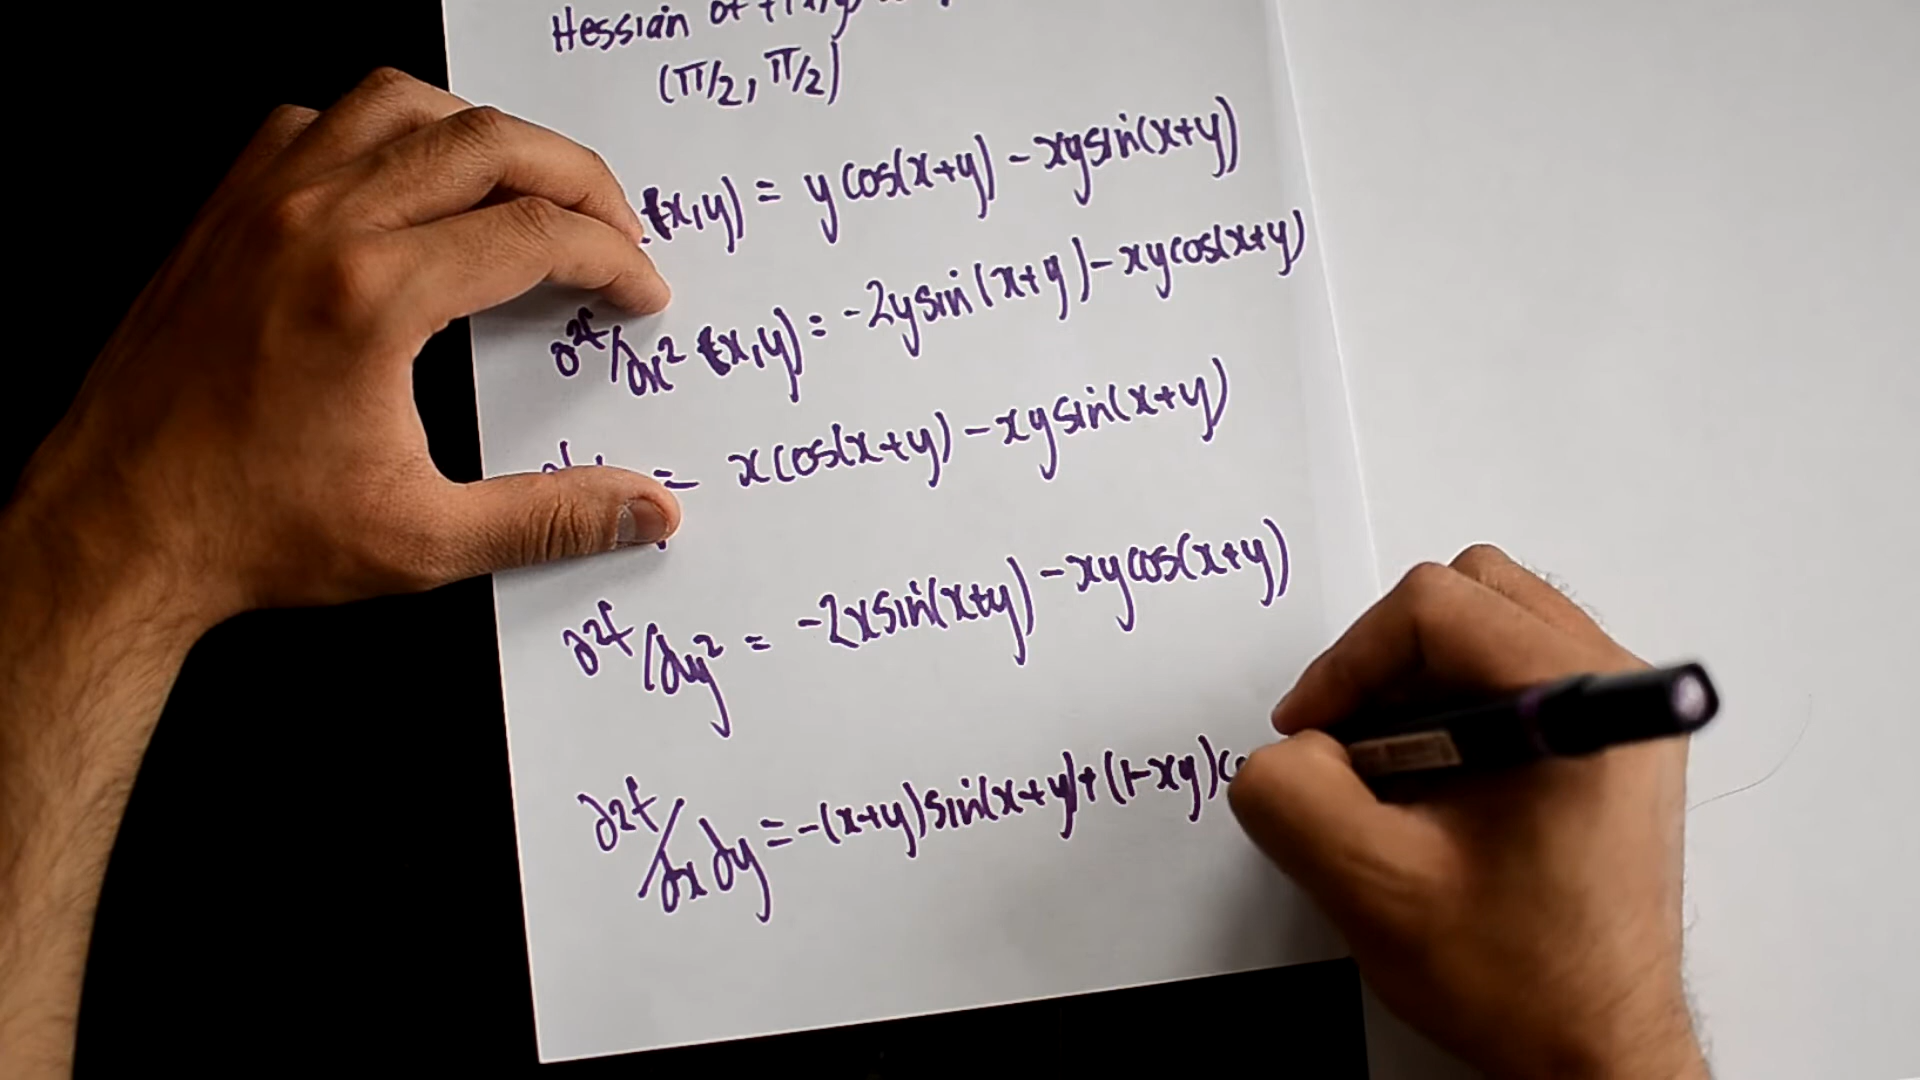 Hessian of f(x,y)
(π/2, π/2)
(x,y) = y cos(x+y) - xy sin(x+y)
∂²f/∂x² (x,y) = -2y sin(x+y) - xy cos(x+y)
= x cos(x+y) - xy sin(x+y)
∂²f/∂y² = -2x sin(x+y) - xy cos(x+y)
∂²f/∂x∂y = -(x+y) sin(x+y) + (1-xy) co